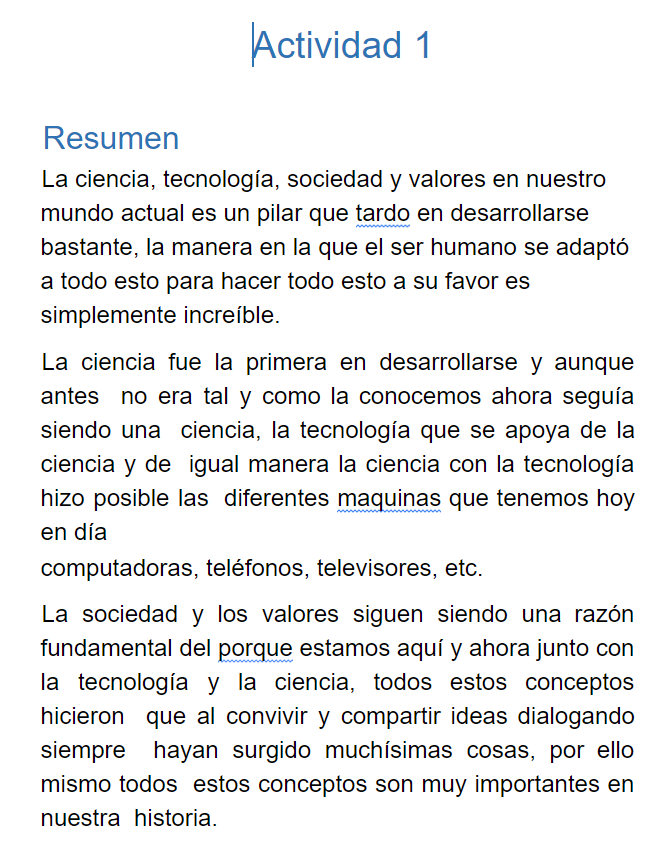 Actividad 1
Resumen
La ciencia, tecnología, sociedad y valores en nuestro
mundo actual es un pilar que tardo en desarrollarse
bastante, la manera en la que el ser humano se adaptó
a todo esto para hacer todo esto a su favor es
simplemente increíble.
La ciencia fue la primera en desarrollarse y aunque
antes no era tal y como la conocemos ahora seguía
siendo una ciencia, la tecnología que se apoya de la
ciencia y de igual manera la ciencia con la tecnología
hizo posible las diferentes maquinas que tenemos hoy
en día
computadoras, teléfonos, televisores, etc.
La sociedad y los valores siguen siendo una razón
fundamental del porque estamos aquí y ahora junto con
la tecnología y la ciencia, todos estos conceptos
hicieron que al convivir y compartir ideas dialogando
siempre hayan surgido muchísimas cosas, por ello
mismo todos estos conceptos son muy importantes en
nuestra historia.